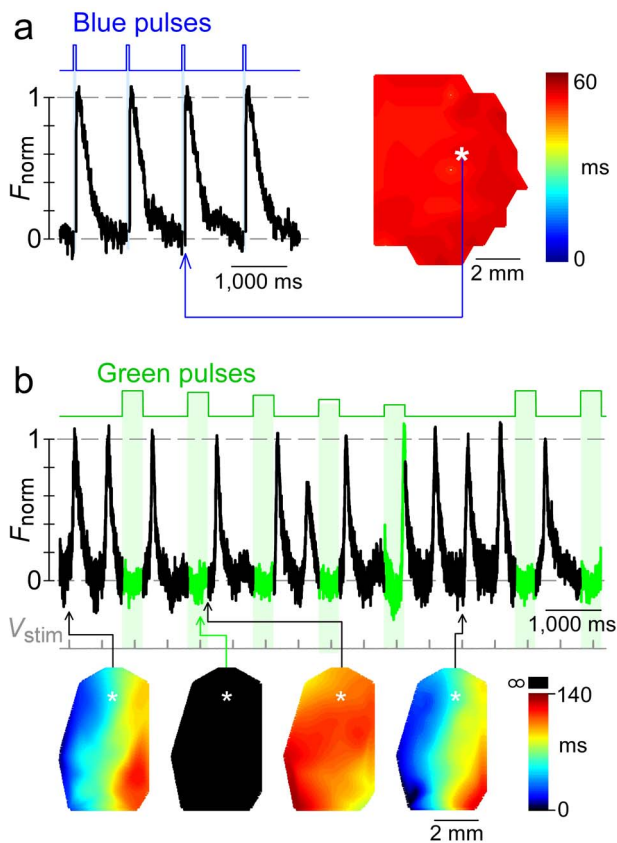 a
Blue pulses
1
F norm
0
1,000 ms
*
60
ms
0
2 mm
b
Green pulses
1
F norm
0
1,000 ms
V stim
* * * *
∞
140
ms
0
2 mm